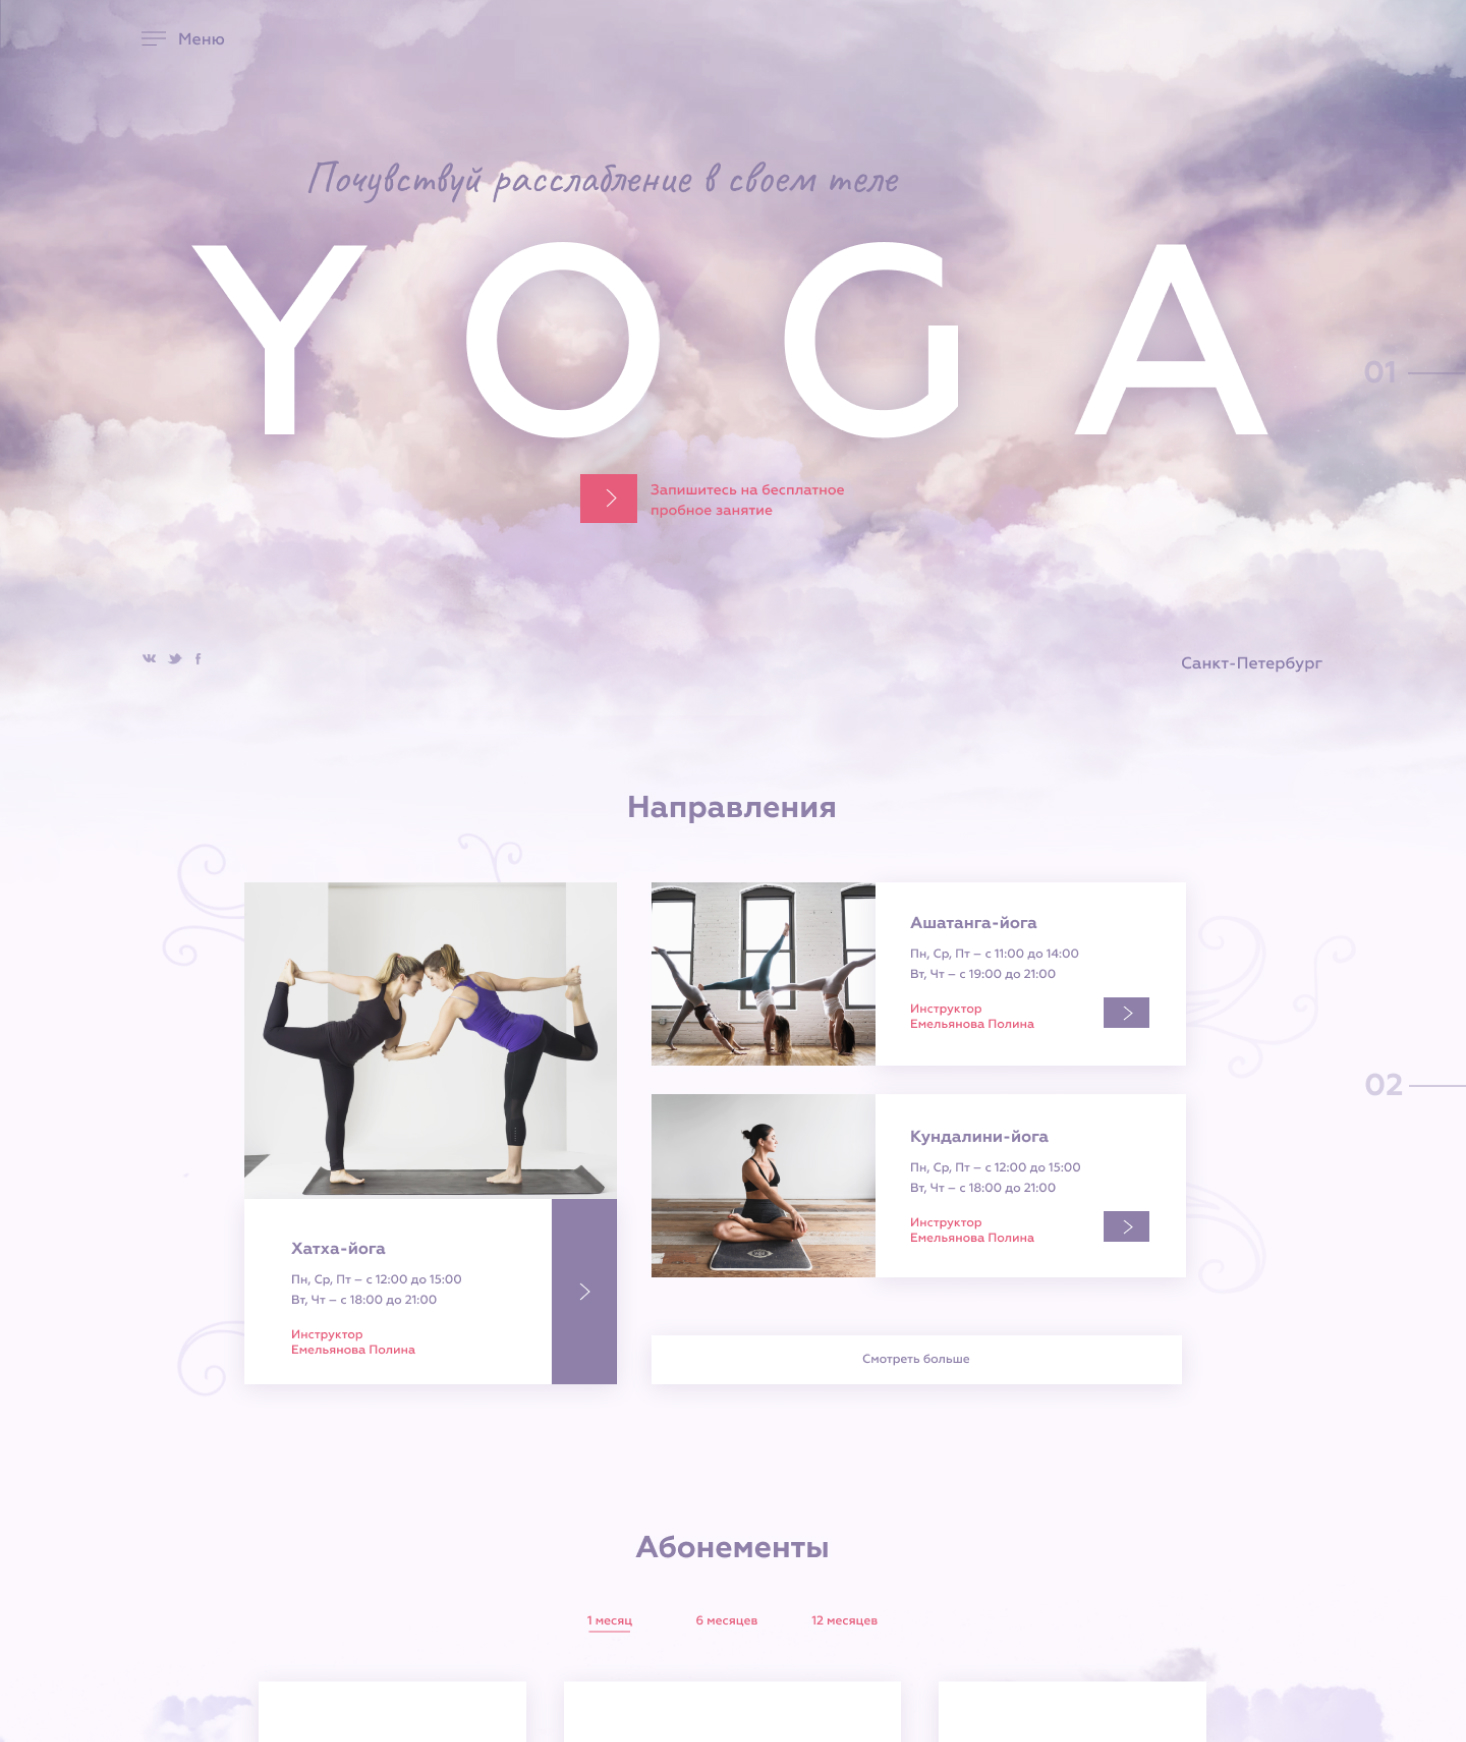 Меню
Почувствуй расслабление в своем теле
YOGA
01
Запишитесь на бесплатное
пробное занятие
Санкт-Петербург
Направления
Хатха-йога
Пн, Ср, Пт – с 12:00 до 15:00
Вт, Чт – с 18:00 до 21:00
Инструктор
Емельянова Полина
Ашатанга-йога
Пн, Ср, Пт – с 11:00 до 14:00
Вт, Чт – с 19:00 до 21:00
Инструктор
Емельянова Полина
02
Кундалини-йога
Пн, Ср, Пт – с 12:00 до 15:00
Вт, Чт – с 18:00 до 21:00
Инструктор
Емельянова Полина
Смотреть больше
Абонементы
1 месяц
6 месяцев
12 месяцев